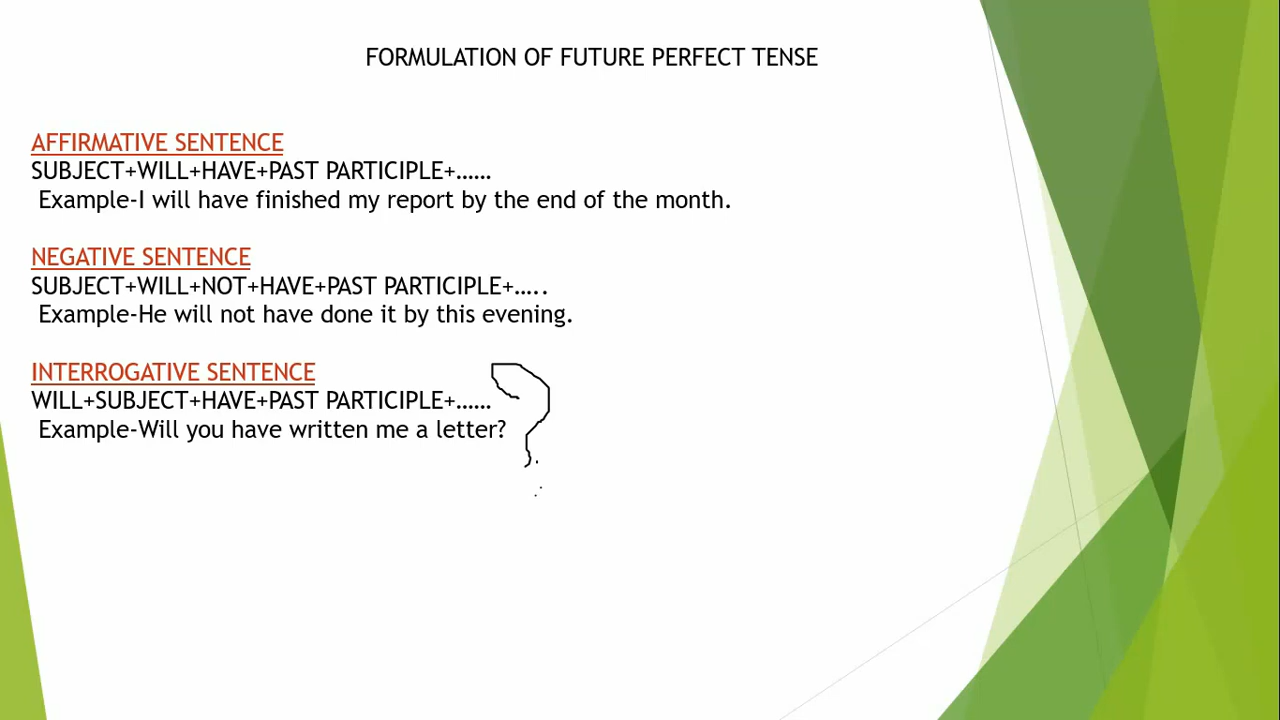 FORMULATION OF FUTURE PERFECT TENSE
AFFIRMATIVE SENTENCE
SUBJECT+WILL+HAVE+PAST PARTICIPLE+......
Example-I will have finished my report by the end of the month.
NEGATIVE SENTENCE
SUBJECT+WILL+NOT+HAVE+PAST PARTICIPLE+.....
Example-He will not have done it by this evening.
INTERROGATIVE SENTENCE
WILL+SUBJECT+HAVE+PAST PARTICIPLE+...... ?
Example-Will you have written me a letter?